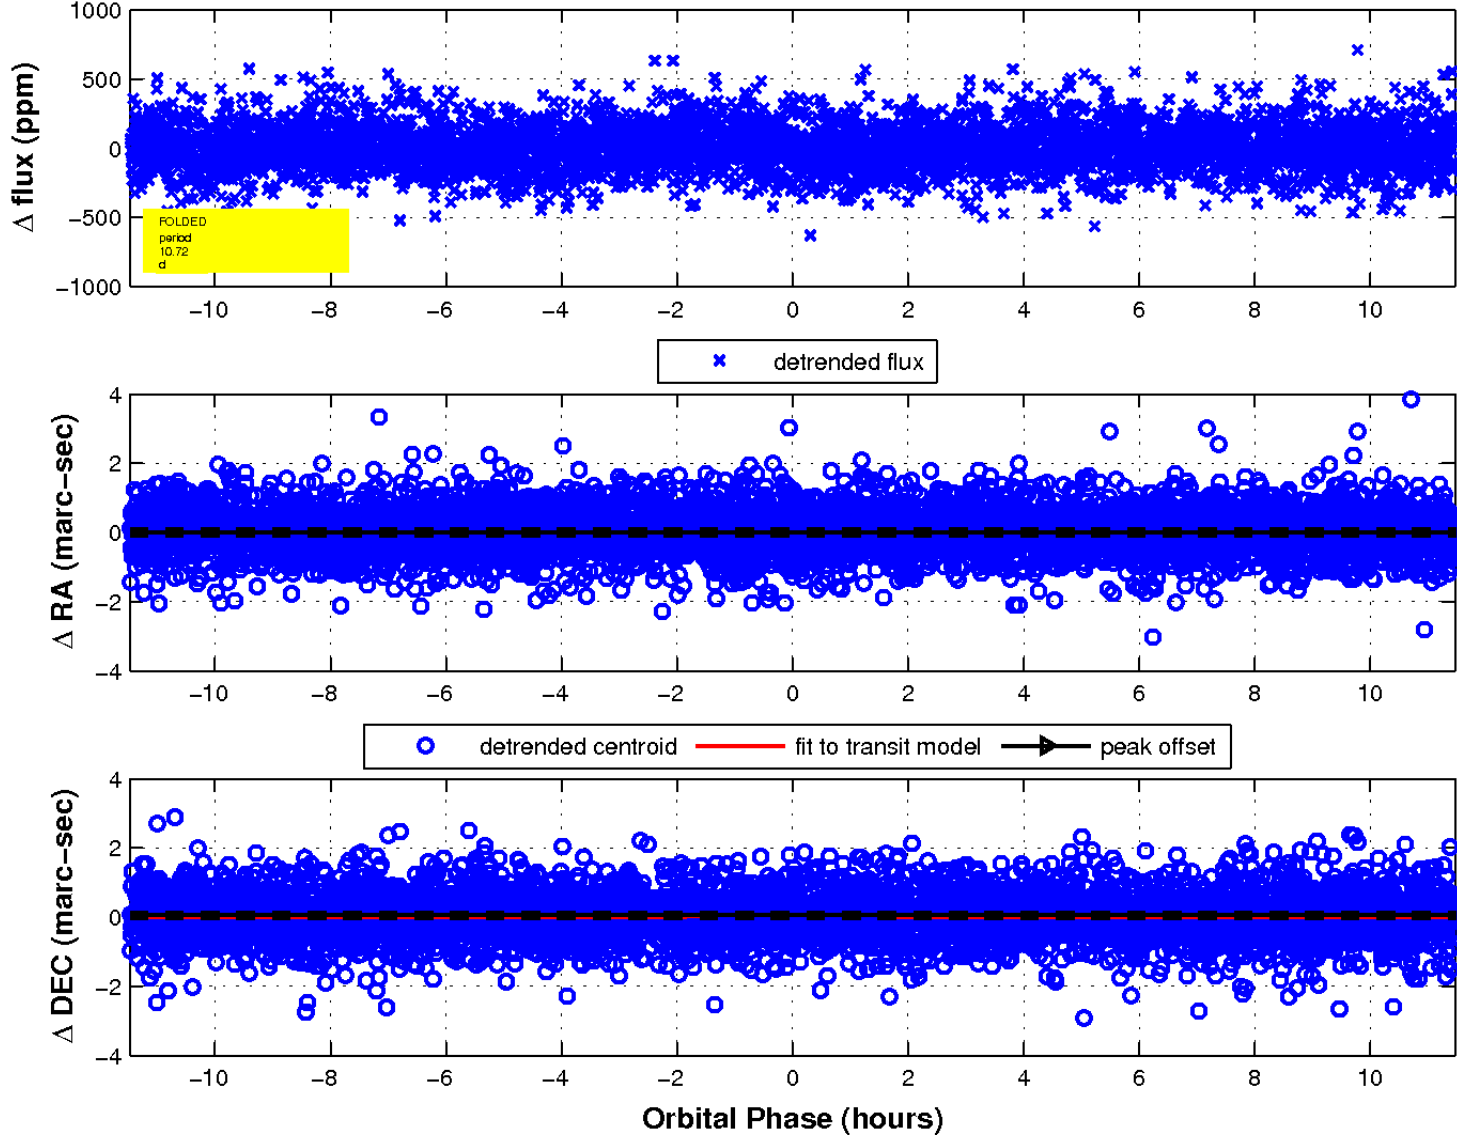 1000
500
0
−500
−1000
Δ flux (ppm)
FOLDED
period
10.72
d
−10 −8 −6 −4 −2 0 2 4 6 8 10
detrended flux
4
2
0
−2
−4
Δ RA (marc−sec)
−10 −8 −6 −4 −2 0 2 4 6 8 10
detrended centroid fit to transit model peak offset
4
2
0
−2
−4
Δ DEC (marc−sec)
−10 −8 −6 −4 −2 0 2 4 6 8 10
Orbital Phase (hours)